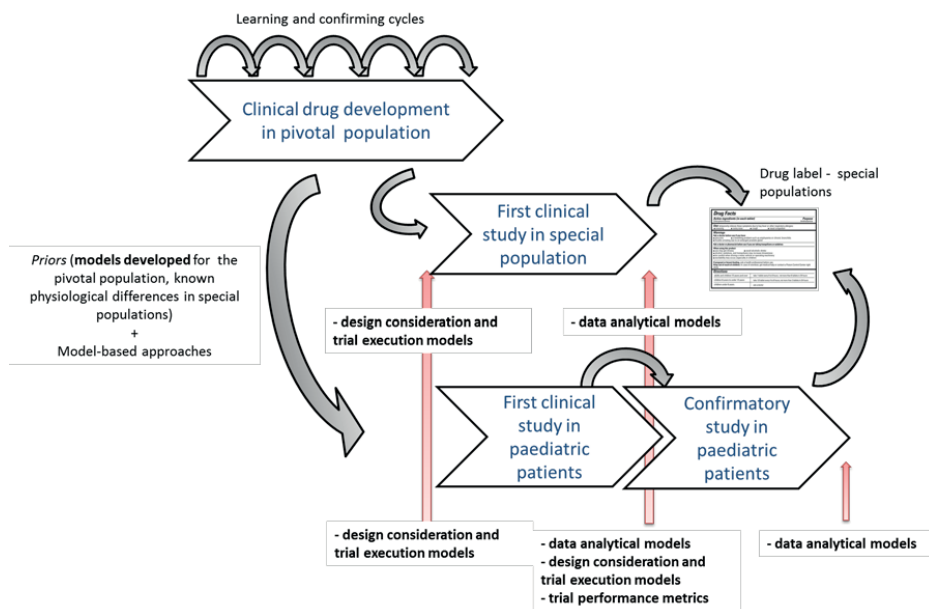 Learning and confirming cycles
Clinical drug development
in pivotal population
Drug label - special
populations
First clinical
study in special
population
Drug Facts
Priors (models developed for the
pivotal population, known
physiological differences in special
populations)
+
Model-based approaches
- design consideration and
trial execution models
- data analytical models
First clinical
study in
paediatric
patients
Confirmatory
study in
paediatric
patients
- design consideration and
trial execution models
- data analytical models
- design consideration and
trial execution models
- trial performance metrics
- data analytical models